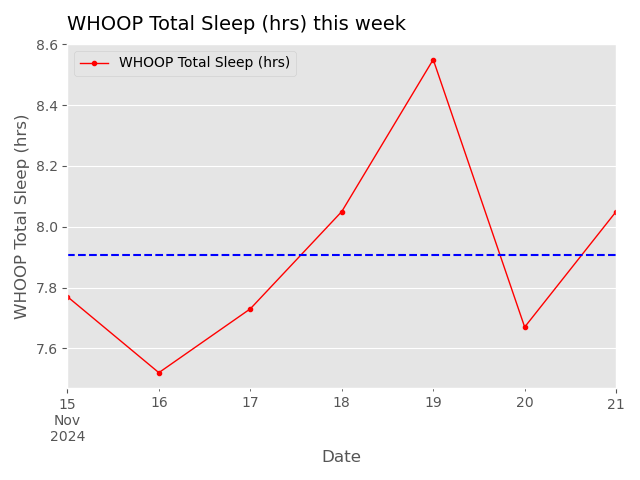 WHOOP Total Sleep (hrs) this week
WHOOP Total Sleep (hrs)
WHOOP Total Sleep (hrs)
8.6
8.4
8.2
8.0
7.8
7.6
15 16 17 18 19 20 21
Nov
2024
Date